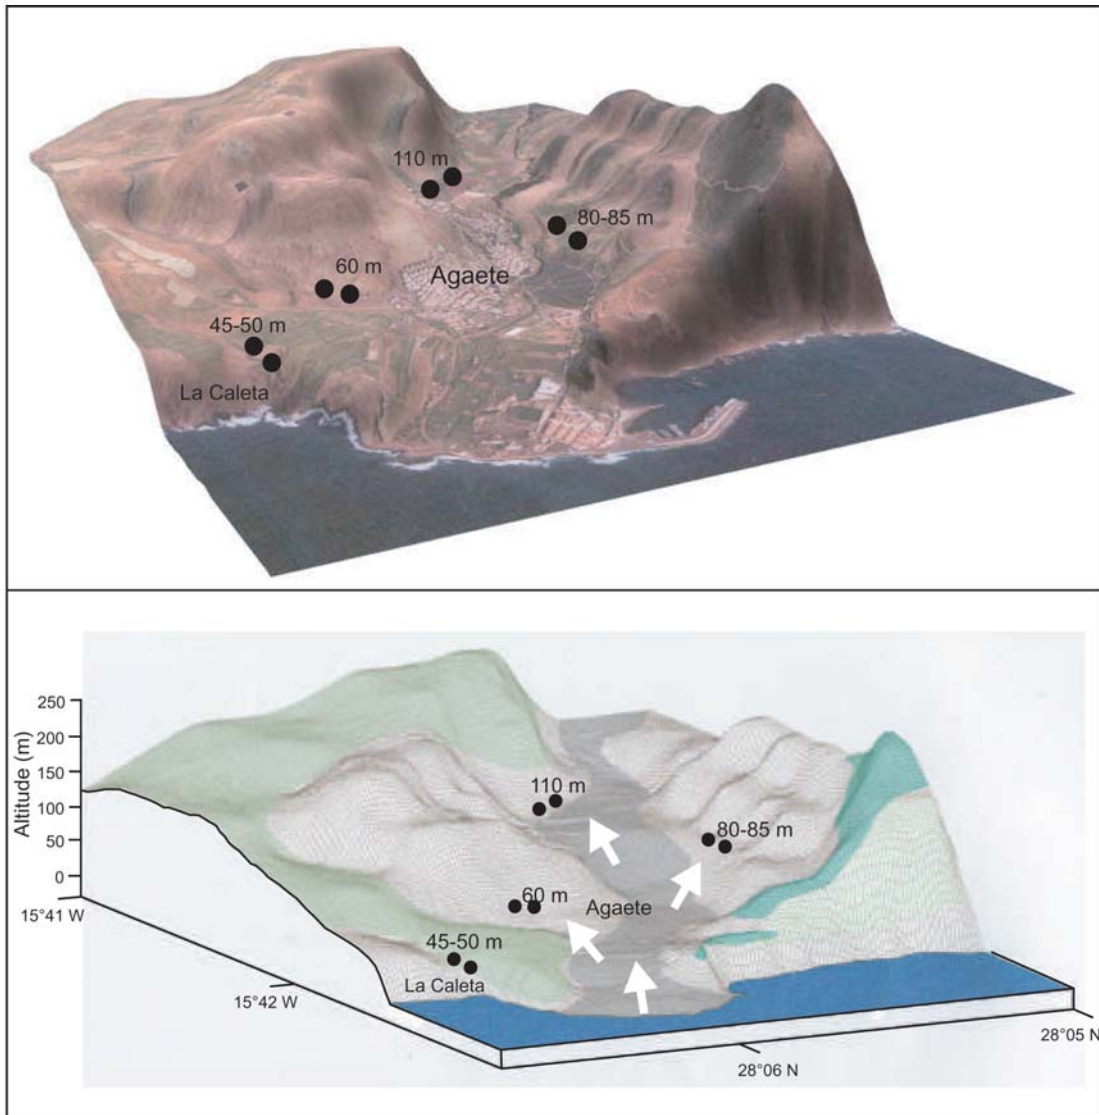 110 m
80-85 m
60 m
Agaete
45-50 m
La Caleta
250
200
150
100
50
0
Altitude (m)
110 m
80-85 m
60 m
Agaete
45-50 m
La Caleta
15°41 W
15°42 W
28°06 N
28°05 N